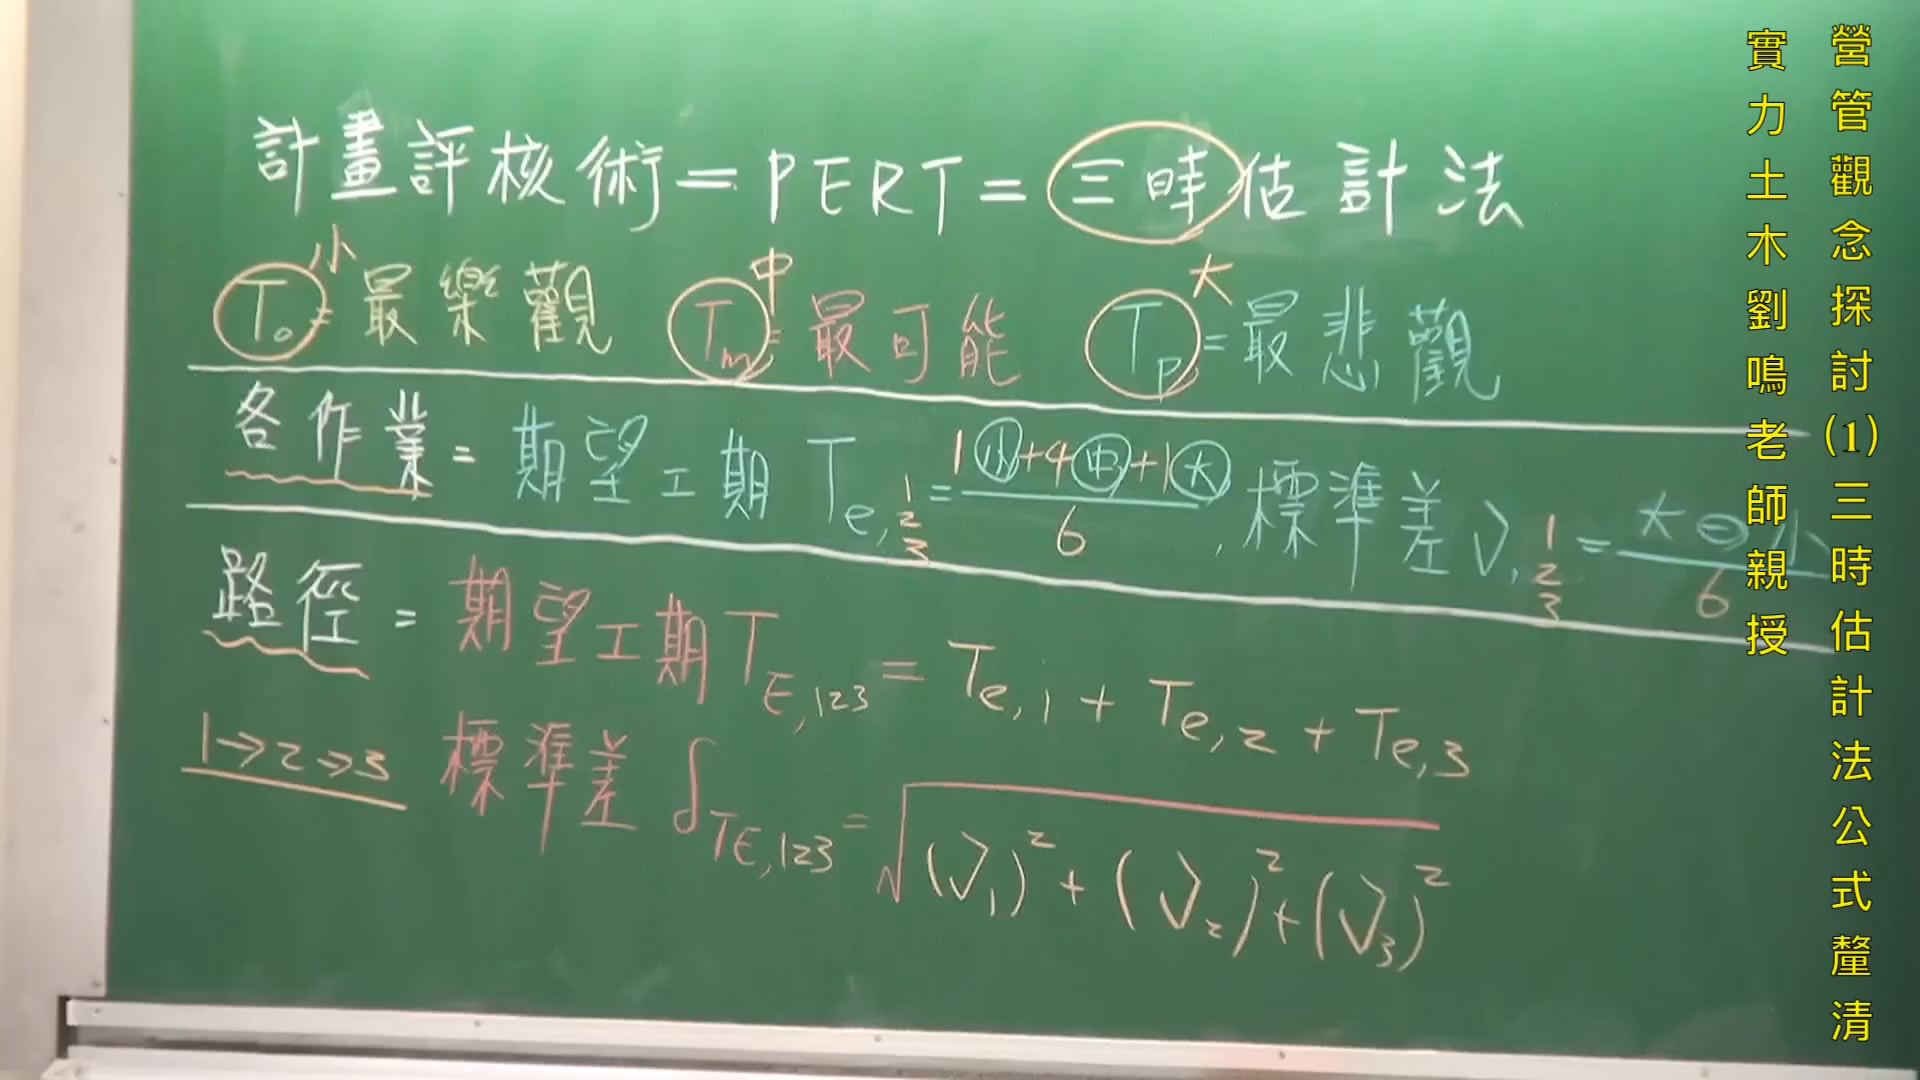 計畫評核術=PERT=三時估計法
小 中 大
To=最樂觀 Tm=最可能 Tp=最悲觀
各作業=期望工期 Te,1 2 3 = 1小+4中+1大 / 6 , 標準差 V,1 2 3 = 大⊖小 / 6
路徑=期望工期 TE,123 = Te,1 + Te,2 + Te,3
1→2→3 標準差 δTE,123 = √(V1)²+(V2)²+(V3)²
營管觀念探討(1)三時估計法公式釐清
實力土木劉鳴老師親授